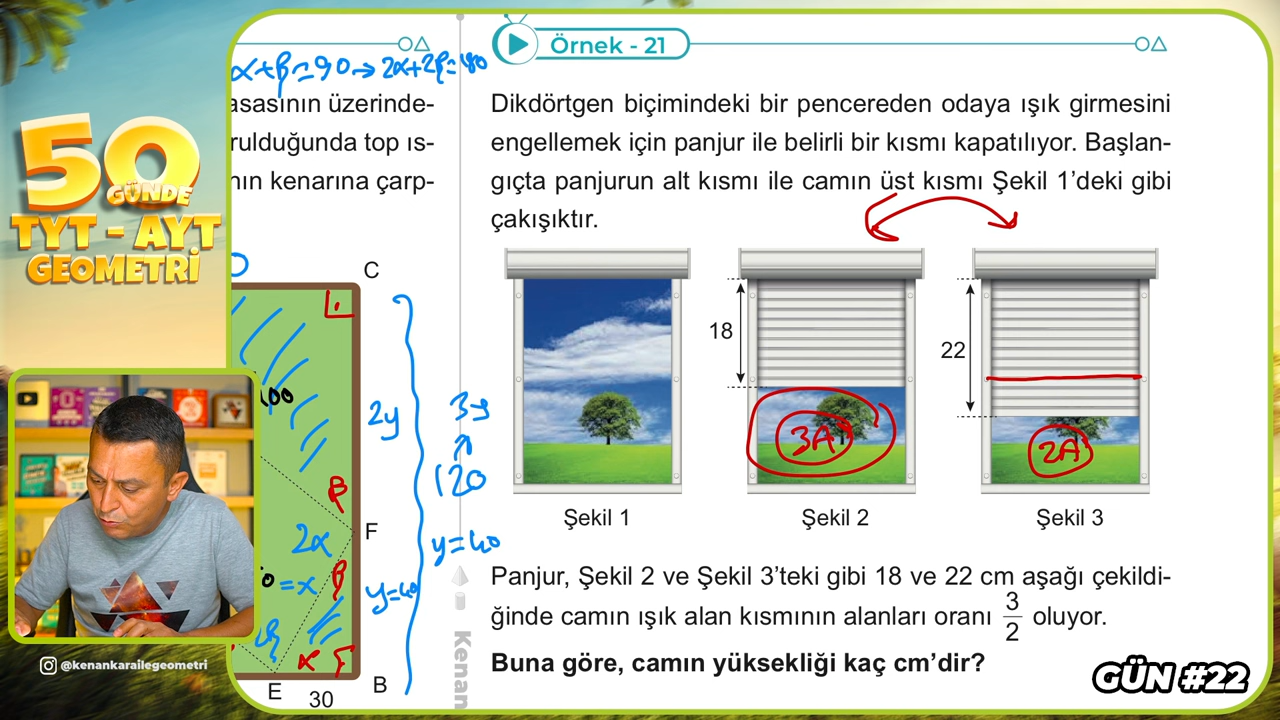 50
GÜNDE
TYT - AYT
GEOMETRİ
@kenankarailegeometri
α+β=90→2α+2β=180
asasının üzerinde-
rulduğunda top ıs-
nın kenarına çarp-
C
2y
3y
120
β
2α
F
y=40
=x
β
y=40
α
E
30
B
Kenan
Örnek - 21
Dikdörtgen biçimindeki bir pencereden odaya ışık girmesini
engellemek için panjur ile belirli bir kısmı kapatılıyor. Başlan-
gıçta panjurun alt kısmı ile camın üst kısmı Şekil 1’deki gibi
çakışıktır.
18
22
3A
2A
Şekil 1
Şekil 2
Şekil 3
Panjur, Şekil 2 ve Şekil 3’teki gibi 18 ve 22 cm aşağı çekildi-
ğinde camın ışık alan kısmının alanları oranı 3/2 oluyor.
Buna göre, camın yüksekliği kaç cm’dir?
GÜN #22